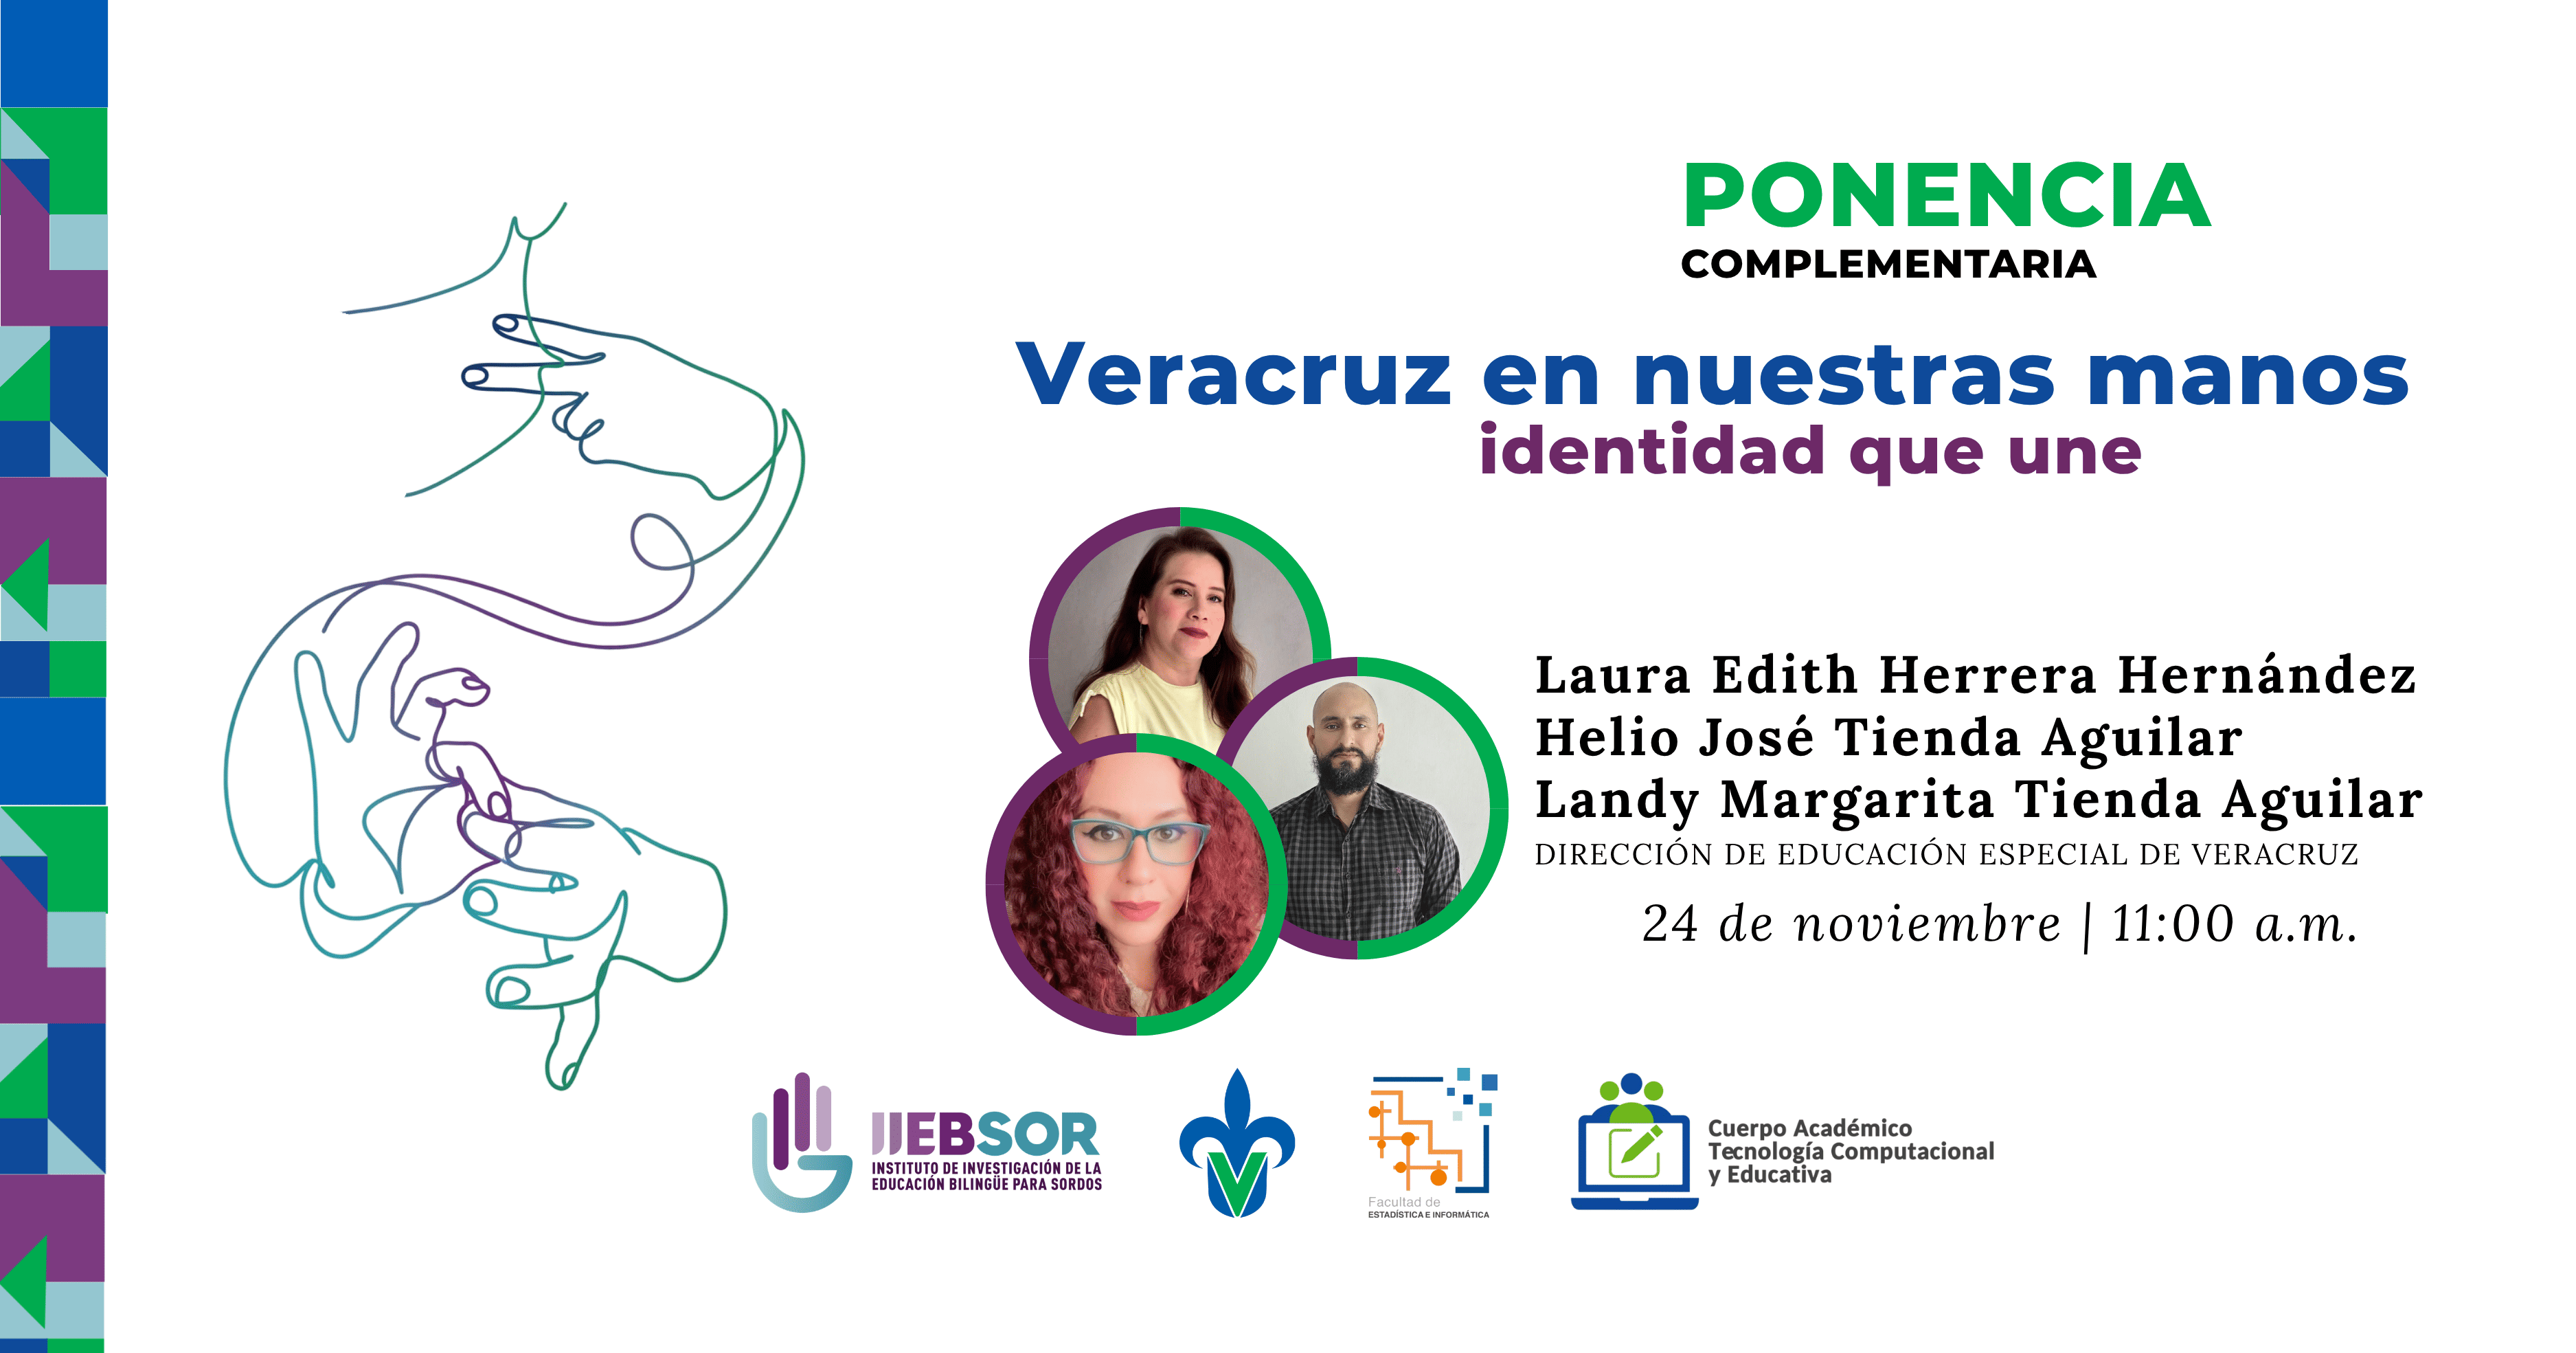 PONENCIA
COMPLEMENTARIA
Veracruz en nuestras manos
identidad que une
Laura Edith Herrera Hernández
Helio José Tienda Aguilar
Landy Margarita Tienda Aguilar
DIRECCIÓN DE EDUCACIÓN ESPECIAL DE VERACRUZ
24 de noviembre | 11:00 a.m.
IIEBSOR
INSTITUTO DE INVESTIGACIÓN DE LA
EDUCACIÓN BILINGÜE PARA SORDOS
Facultad de
ESTADÍSTICA E INFORMÁTICA
Cuerpo Académico
Tecnología Computacional
y Educativa